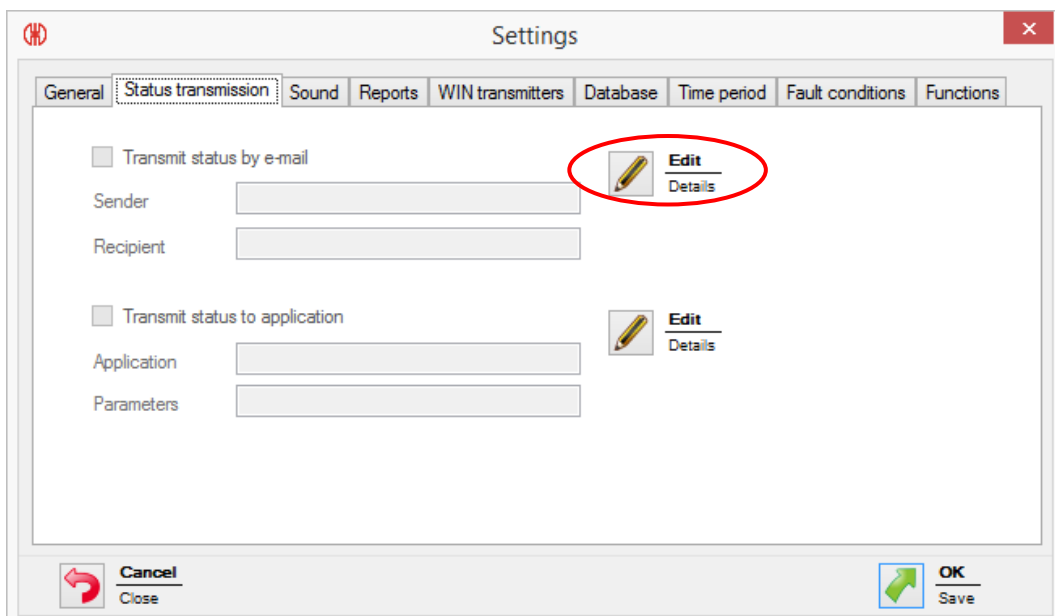 Settings
General Status transmission Sound Reports WIN transmitters Database Time period Fault conditions Functions
Transmit status by e-mail
Edit
Details
Sender
Recipient
Transmit status to application
Edit
Details
Application
Parameters
Cancel
Close
OK
Save